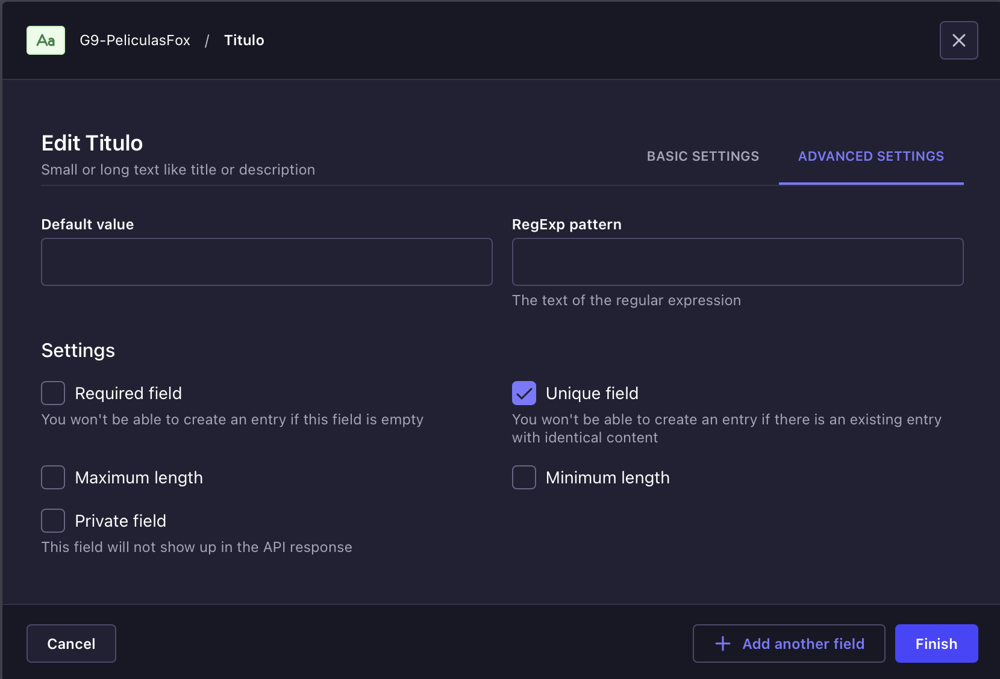 Aa G9-PeliculasFox / Titulo
Edit Titulo
Small or long text like title or description
BASIC SETTINGS ADVANCED SETTINGS
Default value
RegExp pattern
The text of the regular expression
Settings
Required field
You won't be able to create an entry if this field is empty
Unique field
You won't be able to create an entry if there is an existing entry
with identical content
Maximum length
Minimum length
Private field
This field will not show up in the API response
Cancel
Add another field
Finish